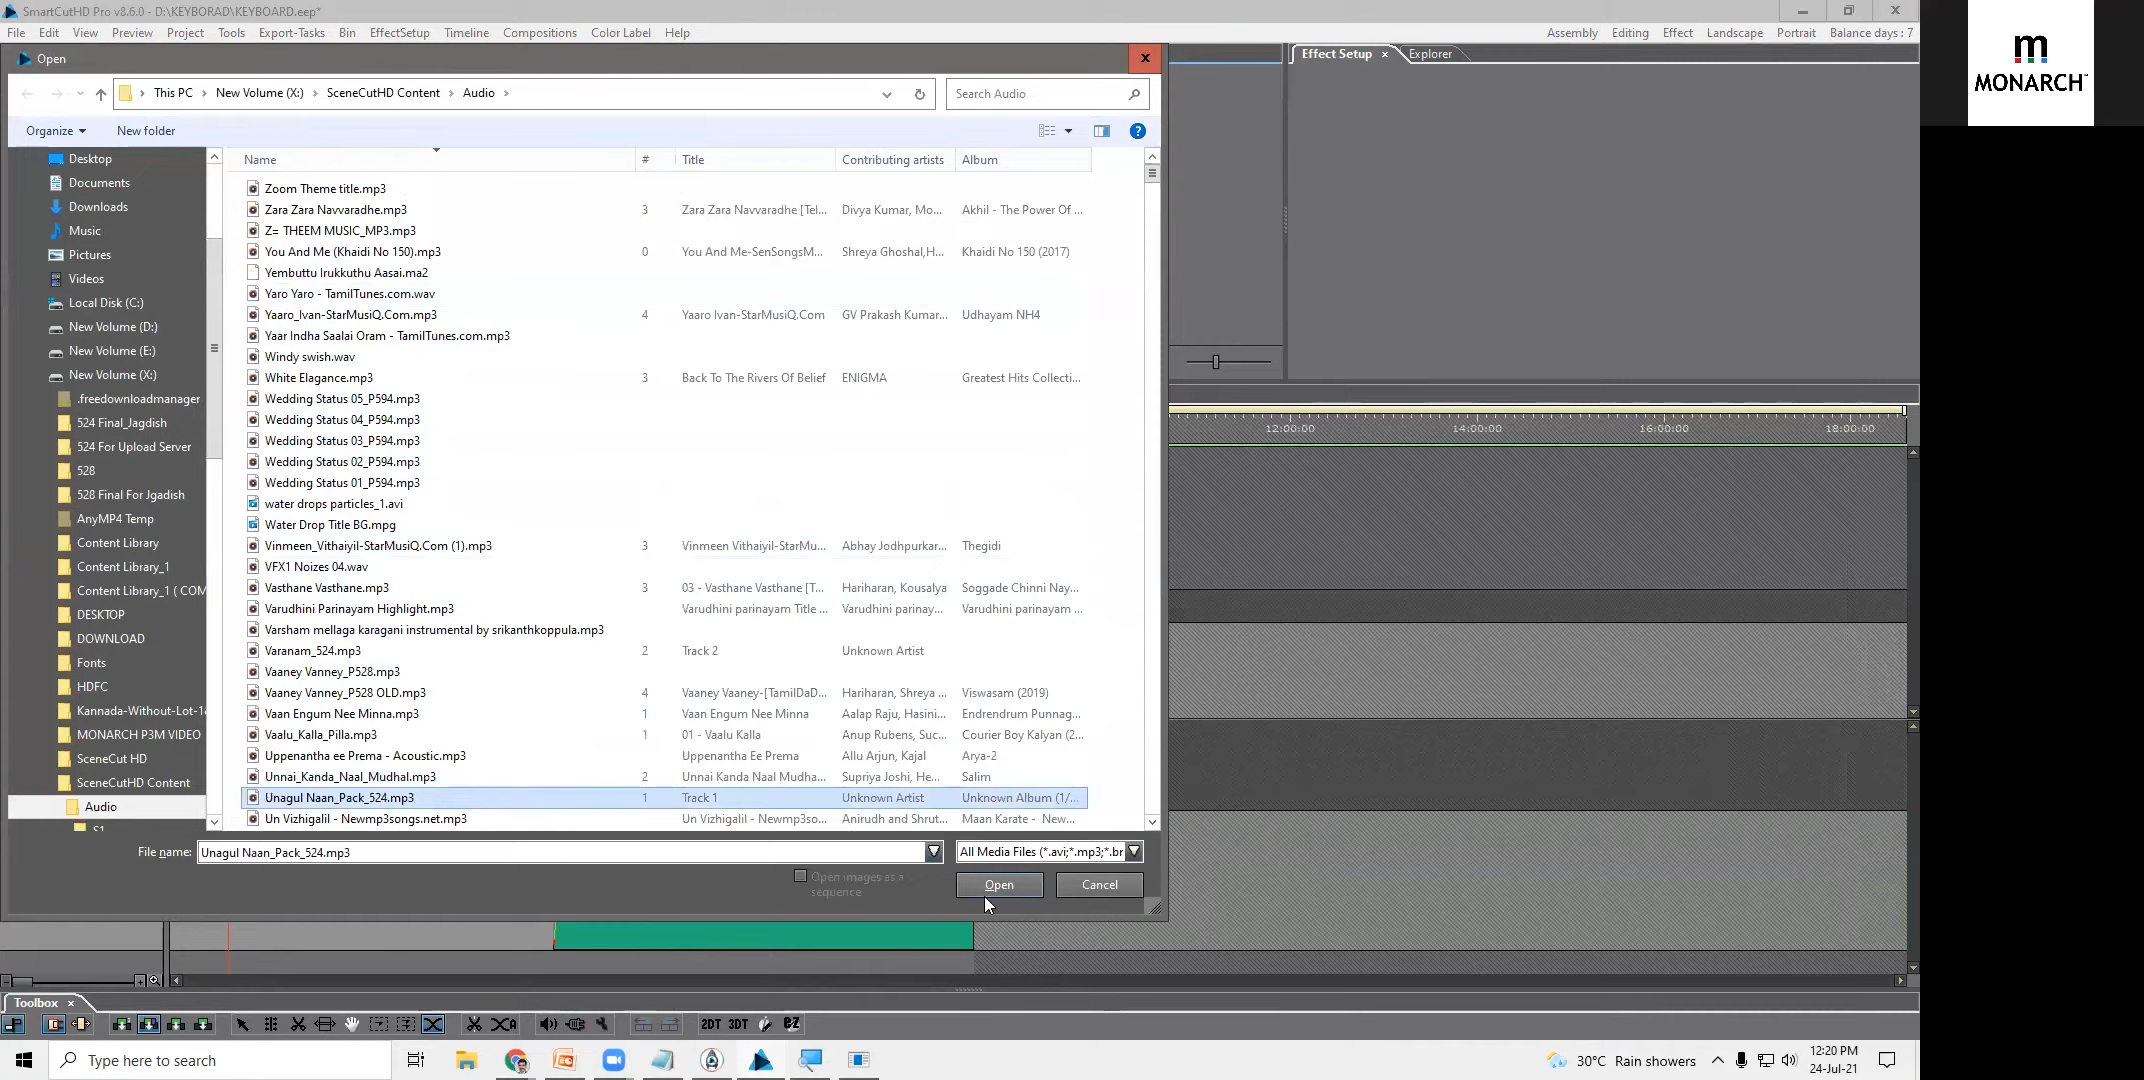 SmartCutHD Pro v8.6.0 - D:\KEYBORAD\KEYBOARD.eep*
File Edit View Preview Project Tools Export-Tasks Bin EffectSetup Timeline Compositions Color Label Help Assembly Editing Effect Landscape Portrait Balance days : 7
Open
Effect Setup × Explorer
m
MONARCH
This PC > New Volume (X:) > SceneCutHD Content > Audio >
Search Audio
Organize New folder
Desktop
Documents
Downloads
Music
Pictures
Videos
Local Disk (C:)
New Volume (D:)
New Volume (E:)
New Volume (X:)
.freedownloadmanager
524 Final_Jagdish
524 For Upload Server
528
528 Final For Jgadish
AnyMP4 Temp
Content Library
Content Library_1
Content Library_1 ( COM
DESKTOP
DOWNLOAD
Fonts
HDFC
Kannada-Without-Lot-1
MONARCH P3M VIDEO
SceneCut HD
SceneCutHD Content
Audio
S1
Name # Title Contributing artists Album
Zoom Theme title.mp3
Zara Zara Navvaradhe.mp3 3 Zara Zara Navvaradhe [Tel... Divya Kumar, Mo... Akhil - The Power Of ...
Z= THEEM MUSIC_MP3.mp3
You And Me (Khaidi No 150).mp3 0 You And Me-SenSongsM... Shreya Ghoshal,H... Khaidi No 150 (2017)
Yembuttu Irukkuthu Aasai.ma2
Yaro Yaro - TamilTunes.com.wav
Yaaro_Ivan-StarMusiQ.Com.mp3 4 Yaaro Ivan-StarMusiQ.Com GV Prakash Kumar... Udhayam NH4
Yaar Indha Saalai Oram - TamilTunes.com.mp3
Windy swish.wav
White Elagance.mp3 3 Back To The Rivers Of Belief ENIGMA Greatest Hits Collecti...
Wedding Status 05_P594.mp3
Wedding Status 04_P594.mp3
Wedding Status 03_P594.mp3
Wedding Status 02_P594.mp3
Wedding Status 01_P594.mp3
water drops particles_1.avi
Water Drop Title BG.mpg
Vinmeen_Vithaiyil-StarMusiQ.Com (1).mp3 3 Vinmeen Vithaiyil-StarMu... Abhay Jodhpurkar... Thegidi
VFX1 Noizes 04.wav
Vasthane Vasthane.mp3 3 03 - Vasthane Vasthane [T... Hariharan, Kousalya Soggade Chinni Nay...
Varudhini Parinayam Highlight.mp3 Varudhini parinayam Title ... Varudhini parinay... Varudhini parinayam ...
Varsham mellaga karagani instrumental by srikanthkoppula.mp3
Varanam_524.mp3 2 Track 2 Unknown Artist
Vaaney Vanney_P528.mp3
Vaaney Vanney_P528 OLD.mp3 4 Vaaney Vaaney-[TamilDaD... Hariharan, Shreya ... Viswasam (2019)
Vaan Engum Nee Minna.mp3 1 Vaan Engum Nee Minna Aalap Raju, Hasini... Endrendrum Punnag...
Vaalu_Kalla_Pilla.mp3 1 01 - Vaalu Kalla Anup Rubens, Suc... Courier Boy Kalyan (2...
Uppenantha ee Prema - Acoustic.mp3 Uppenantha Ee Prema Allu Arjun, Kajal Arya-2
Unnai_Kanda_Naal_Mudhal.mp3 2 Unnai Kanda Naal Mudha... Supriya Joshi, He... Salim
Unagul Naan_Pack_524.mp3 1 Track 1 Unknown Artist Unknown Album (1/...
Un Vizhigalil - Newmp3songs.net.mp3 Un Vizhigalil - Newmp3so... Anirudh and Shrut... Maan Karate - New...
File name: Unagul Naan_Pack_524.mp3 All Media Files (*.avi;*.mp3;*.br
Open images as a sequence
Open Cancel
12:00:00 14:00:00 16:00:00 18:00:00
Toolbox ×
2DT 3DT eZ
Type here to search
30°C Rain showers
12:20 PM
24-Jul-21